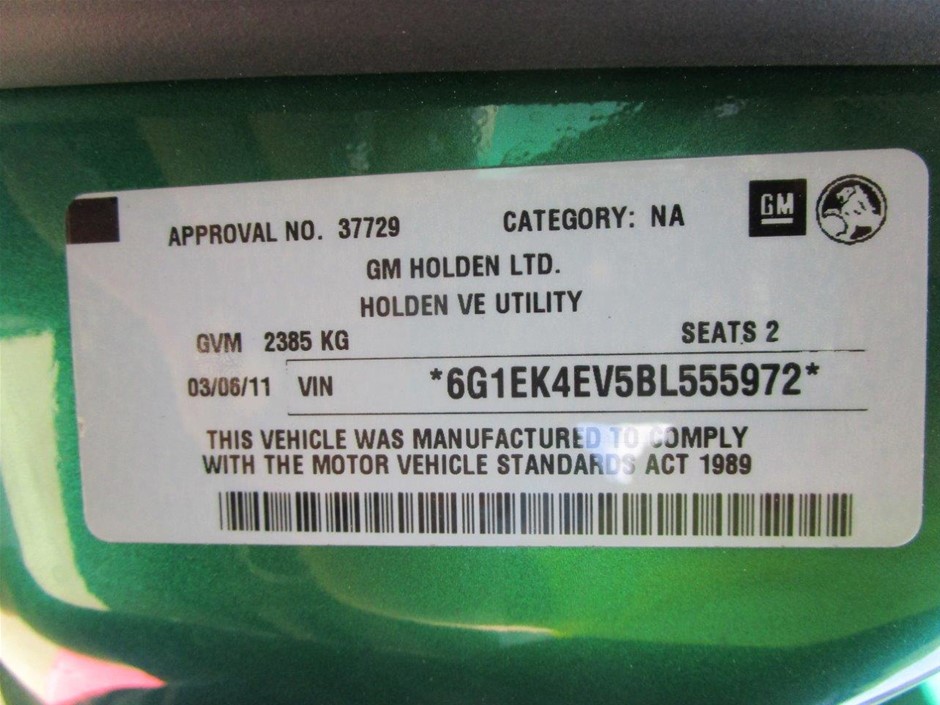 APPROVAL NO. 37729 CATEGORY: NA GM
GM HOLDEN LTD.
HOLDEN VE UTILITY
GVM 2385 KG SEATS 2
03/06/11 VIN *6G1EK4EV5BL555972*
THIS VEHICLE WAS MANUFACTURED TO COMPLY
WITH THE MOTOR VEHICLE STANDARDS ACT 1989